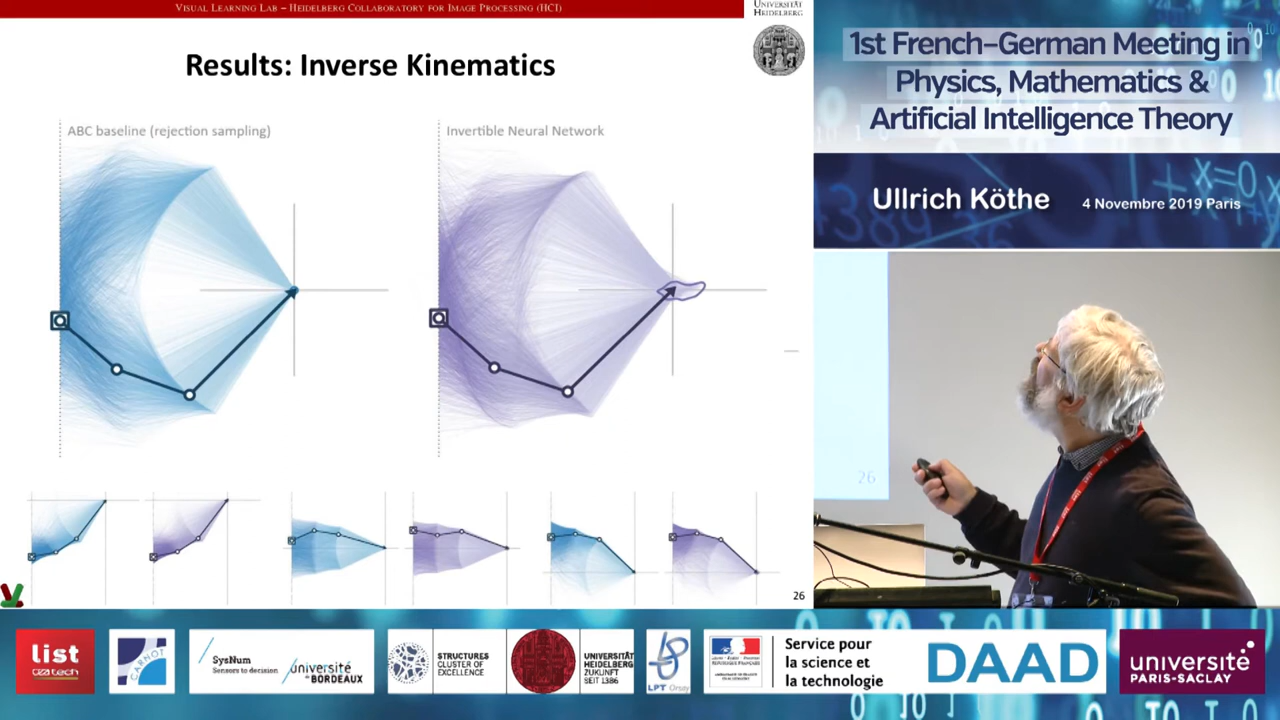 VISUAL LEARNING LAB – HEIDELBERG COLLABORATORY FOR IMAGE PROCESSING (HCI)
UNIVERSITÄT
HEIDELBERG
Results: Inverse Kinematics
ABC baseline (rejection sampling)
Invertible Neural Network
26
1st French–German Meeting in
Physics, Mathematics &
Artificial Intelligence Theory
Ullrich Köthe
4 Novembre 2019 Paris
26
list
ceatech
CARNOT
SysNum
Sensors to decision
université
de BORDEAUX
STRUCTURES
CLUSTER OF
EXCELLENCE
UNIVERSITÄT
HEIDELBERG
ZUKUNFT
SEIT 1386
LPT Orsay
Service pour
la science et
la technologie
DAAD
université
PARIS-SACLAY